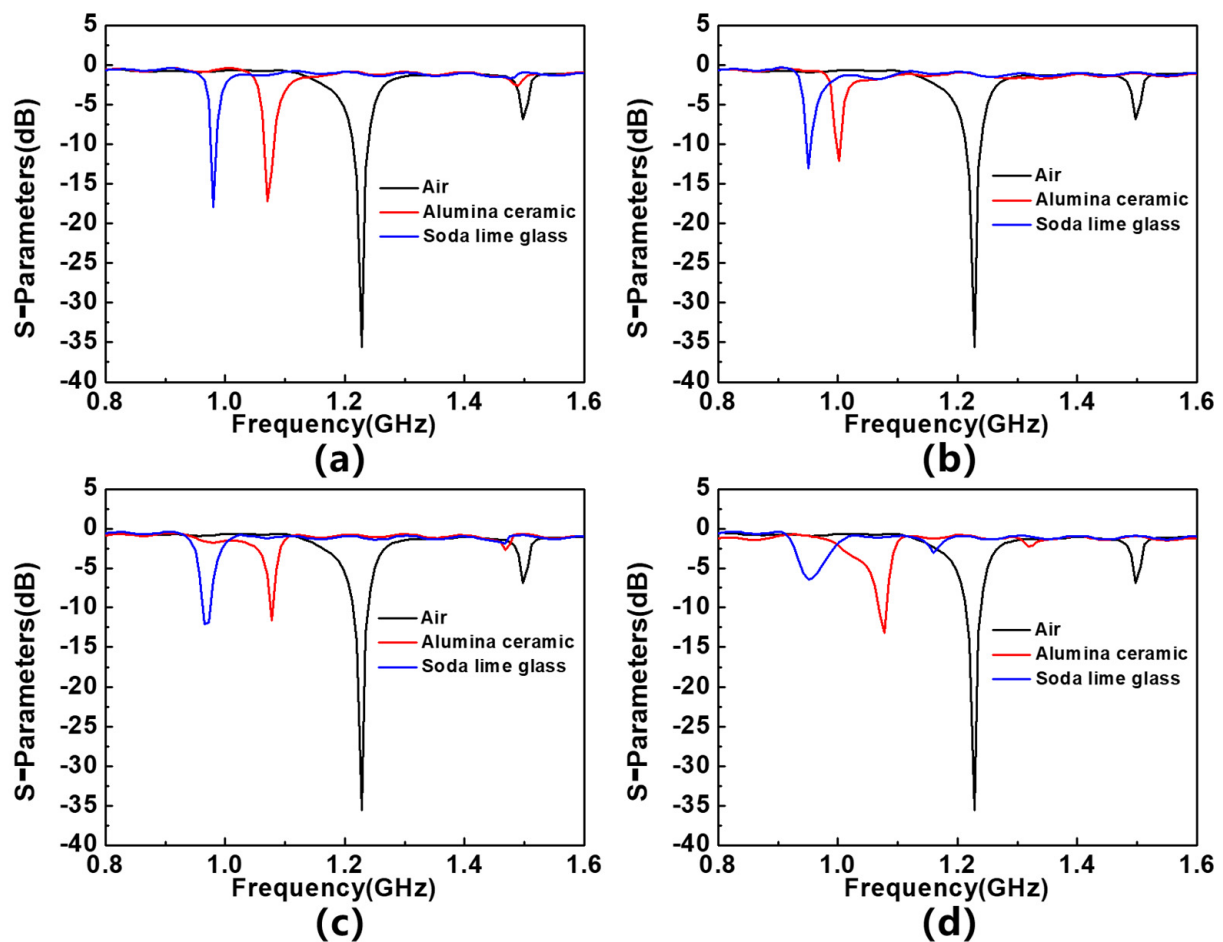 5
0
-5
-10
-15
-20
-25
-30
-35
-40
S-Parameters(dB)
Air
Alumina ceramic
Soda lime glass
0.8 1.0 1.2 1.4 1.6
Frequency(GHz)
(a)
5
0
-5
-10
-15
-20
-25
-30
-35
-40
S-Parameters(dB)
Air
Alumina ceramic
Soda lime glass
0.8 1.0 1.2 1.4 1.6
Frequency(GHz)
(b)
5
0
-5
-10
-15
-20
-25
-30
-35
-40
S-Parameters(dB)
Air
Alumina ceramic
Soda lime glass
0.8 1.0 1.2 1.4 1.6
Frequency(GHz)
(c)
5
0
-5
-10
-15
-20
-25
-30
-35
-40
S-Parameters(dB)
Air
Alumina ceramic
Soda lime glass
0.8 1.0 1.2 1.4 1.6
Frequency(GHz)
(d)